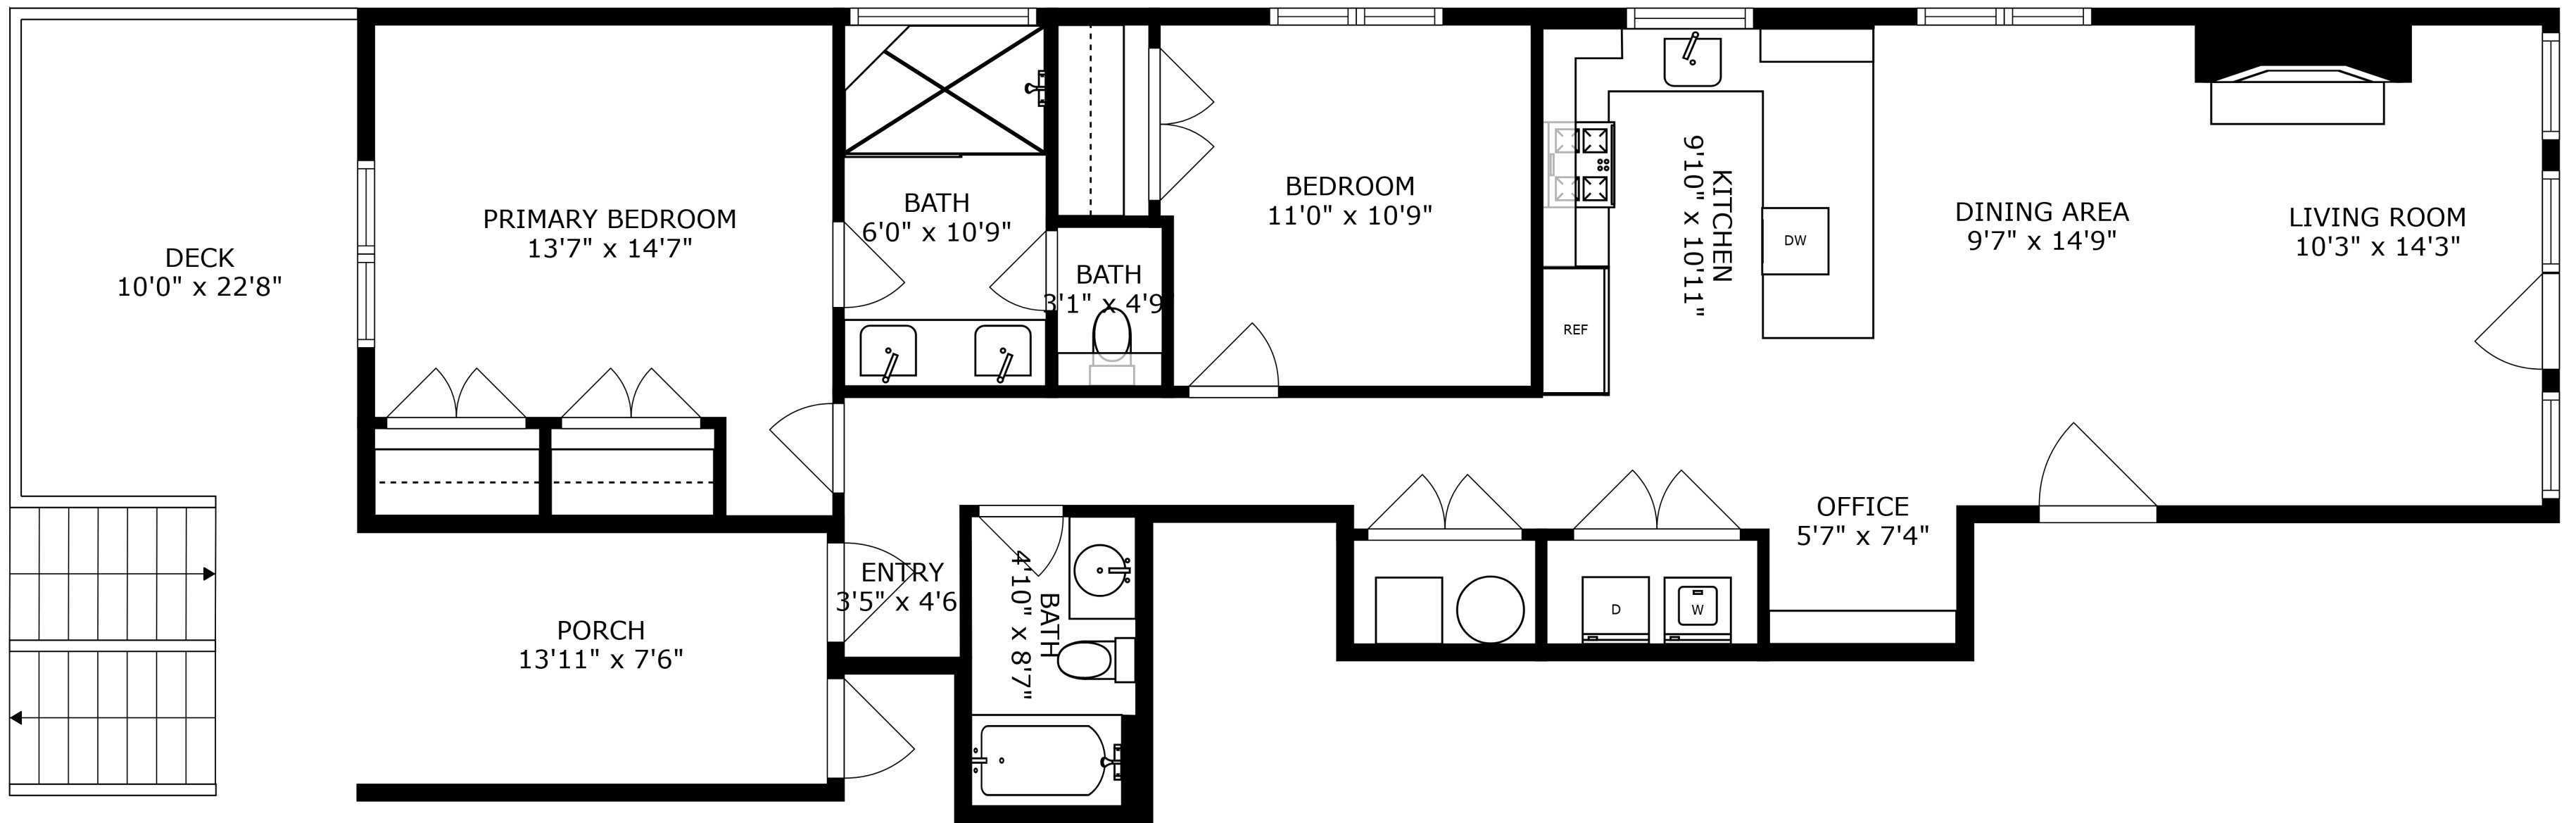 DECK
10'0" x 22'8"
PRIMARY BEDROOM
13'7" x 14'7"
BATH
6'0" x 10'9"
BATH
3'1" x 4'9
BEDROOM
11'0" x 10'9"
KITCHEN
9'10" x 10'11"
REF
DW
DINING AREA
9'7" x 14'9"
LIVING ROOM
10'3" x 14'3"
OFFICE
5'7" x 7'4"
ENTRY
3'5" x 4'6
BATH
4'10" x 8'7"
D
W
PORCH
13'11" x 7'6"